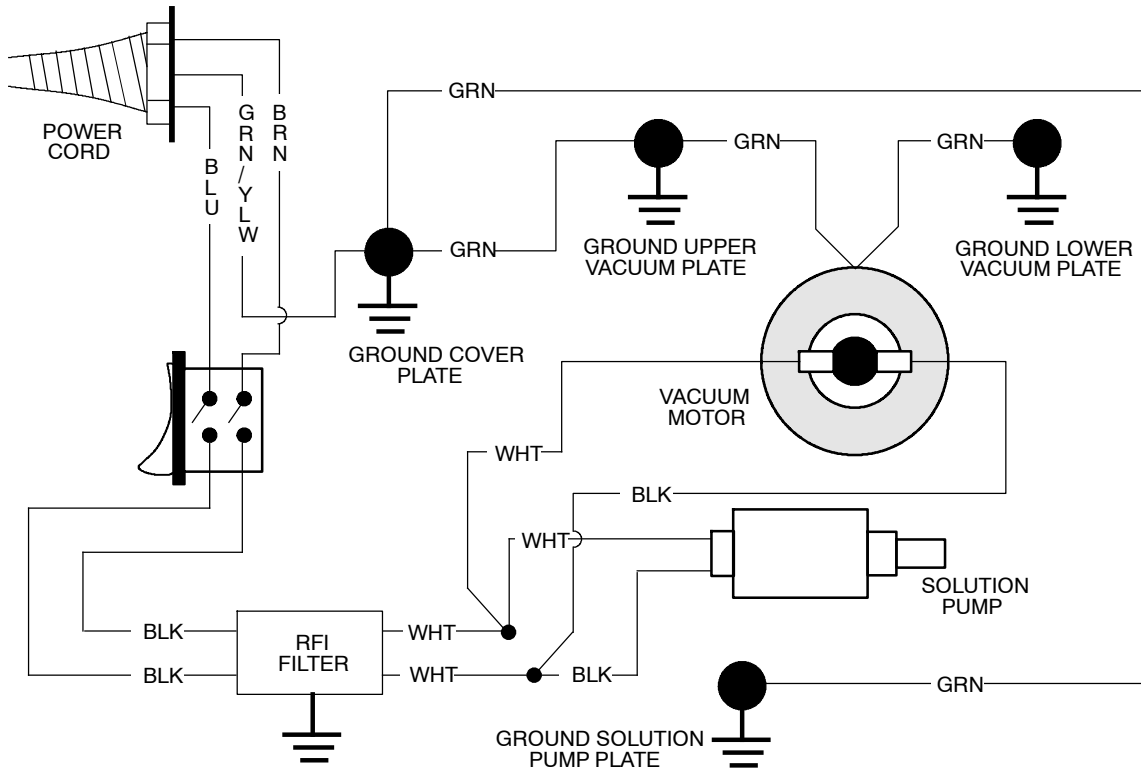 GRN
POWER
CORD
BLU
GRN/YLW
BRN
GRN
GRN
GRN
GROUND UPPER
VACUUM PLATE
GROUND LOWER
VACUUM PLATE
GROUND COVER
PLATE
VACUUM
MOTOR
WHT
BLK
WHT
SOLUTION
PUMP
BLK
WHT
RFI
FILTER
BLK
WHT
BLK
GRN
GROUND SOLUTION
PUMP PLATE